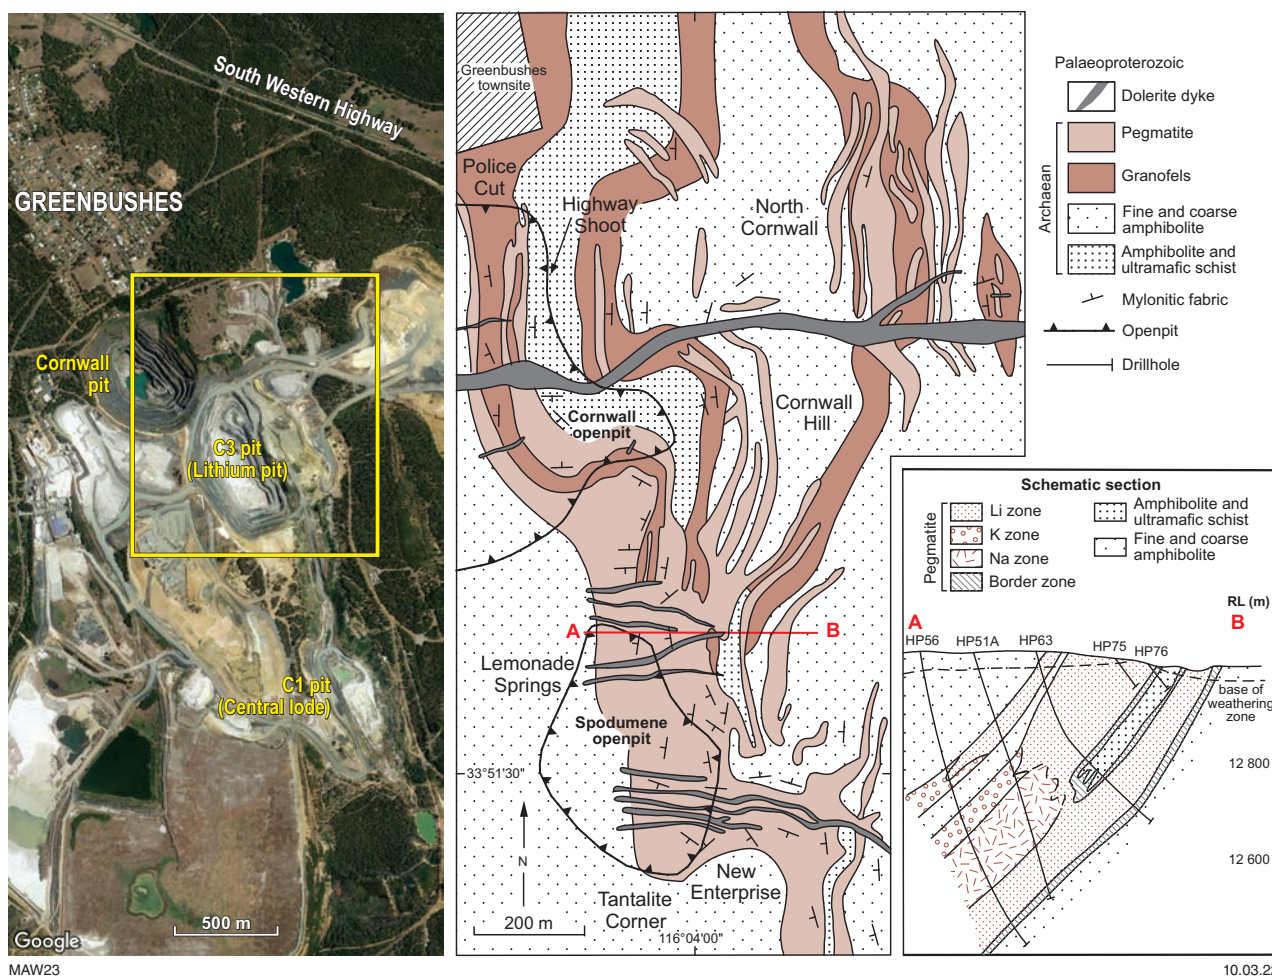 South Western Highway
GREENBUSHES
Cornwall
pit
C3 pit
(Lithium pit)
C1 pit
(Central lode)
500 m
Google
MAW23
Greenbushes
townsite
Police
Cut
Highway
Shoot
North
Cornwall
Cornwall
openpit
Cornwall
Hill
A
B
Lemonade
Springs
Spodumene
openpit
33°51'30"
N
200 m
Tantalite
Corner
New
Enterprise
116°04'00"
Palaeoproterozoic
Dolerite dyke
Archaean
Pegmatite
Granofels
Fine and coarse
amphibolite
Amphibolite and
ultramafic schist
Mylonitic fabric
Openpit
Drillhole
Schematic section
Pegmatite
Li zone
K zone
Na zone
Border zone
Amphibolite and
ultramafic schist
Fine and coarse
amphibolite
RL (m)
A
B
HP56
HP51A
HP63
HP75
HP76
base of
weathering
zone
12 800
12 600